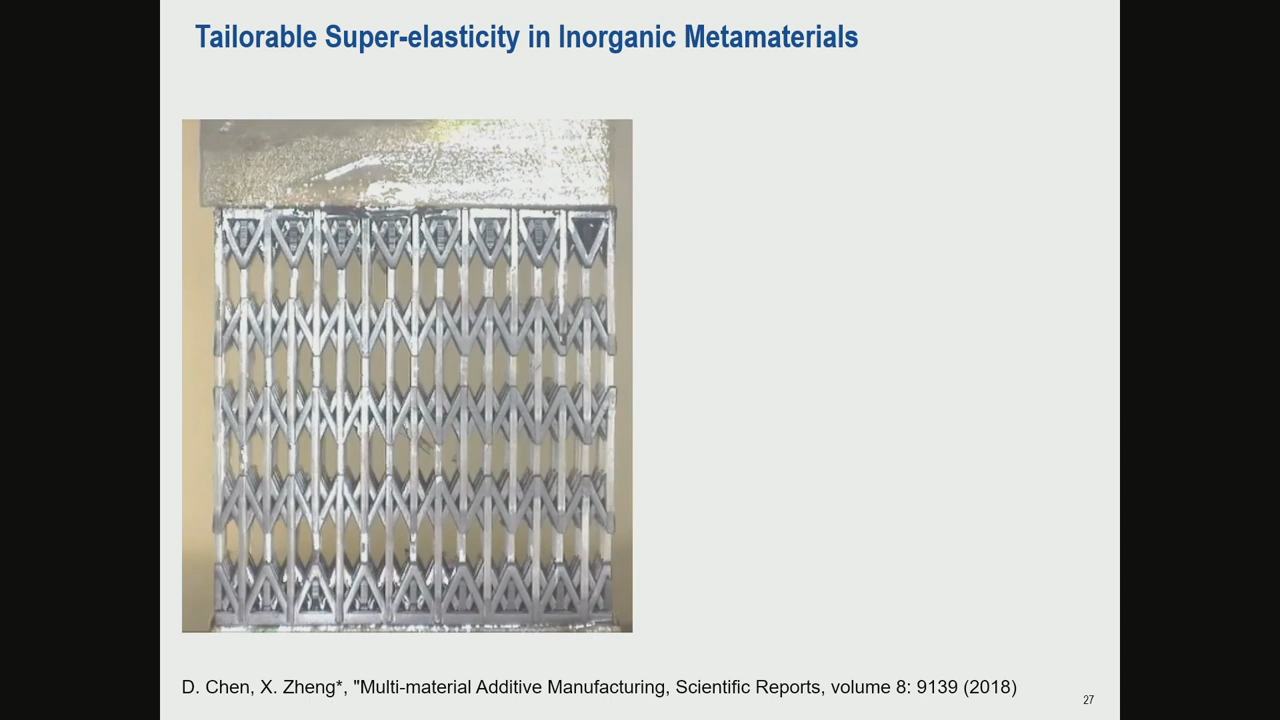 Tailorable Super-elasticity in Inorganic Metamaterials
D. Chen, X. Zheng*, "Multi-material Additive Manufacturing, Scientific Reports, volume 8: 9139 (2018)
27